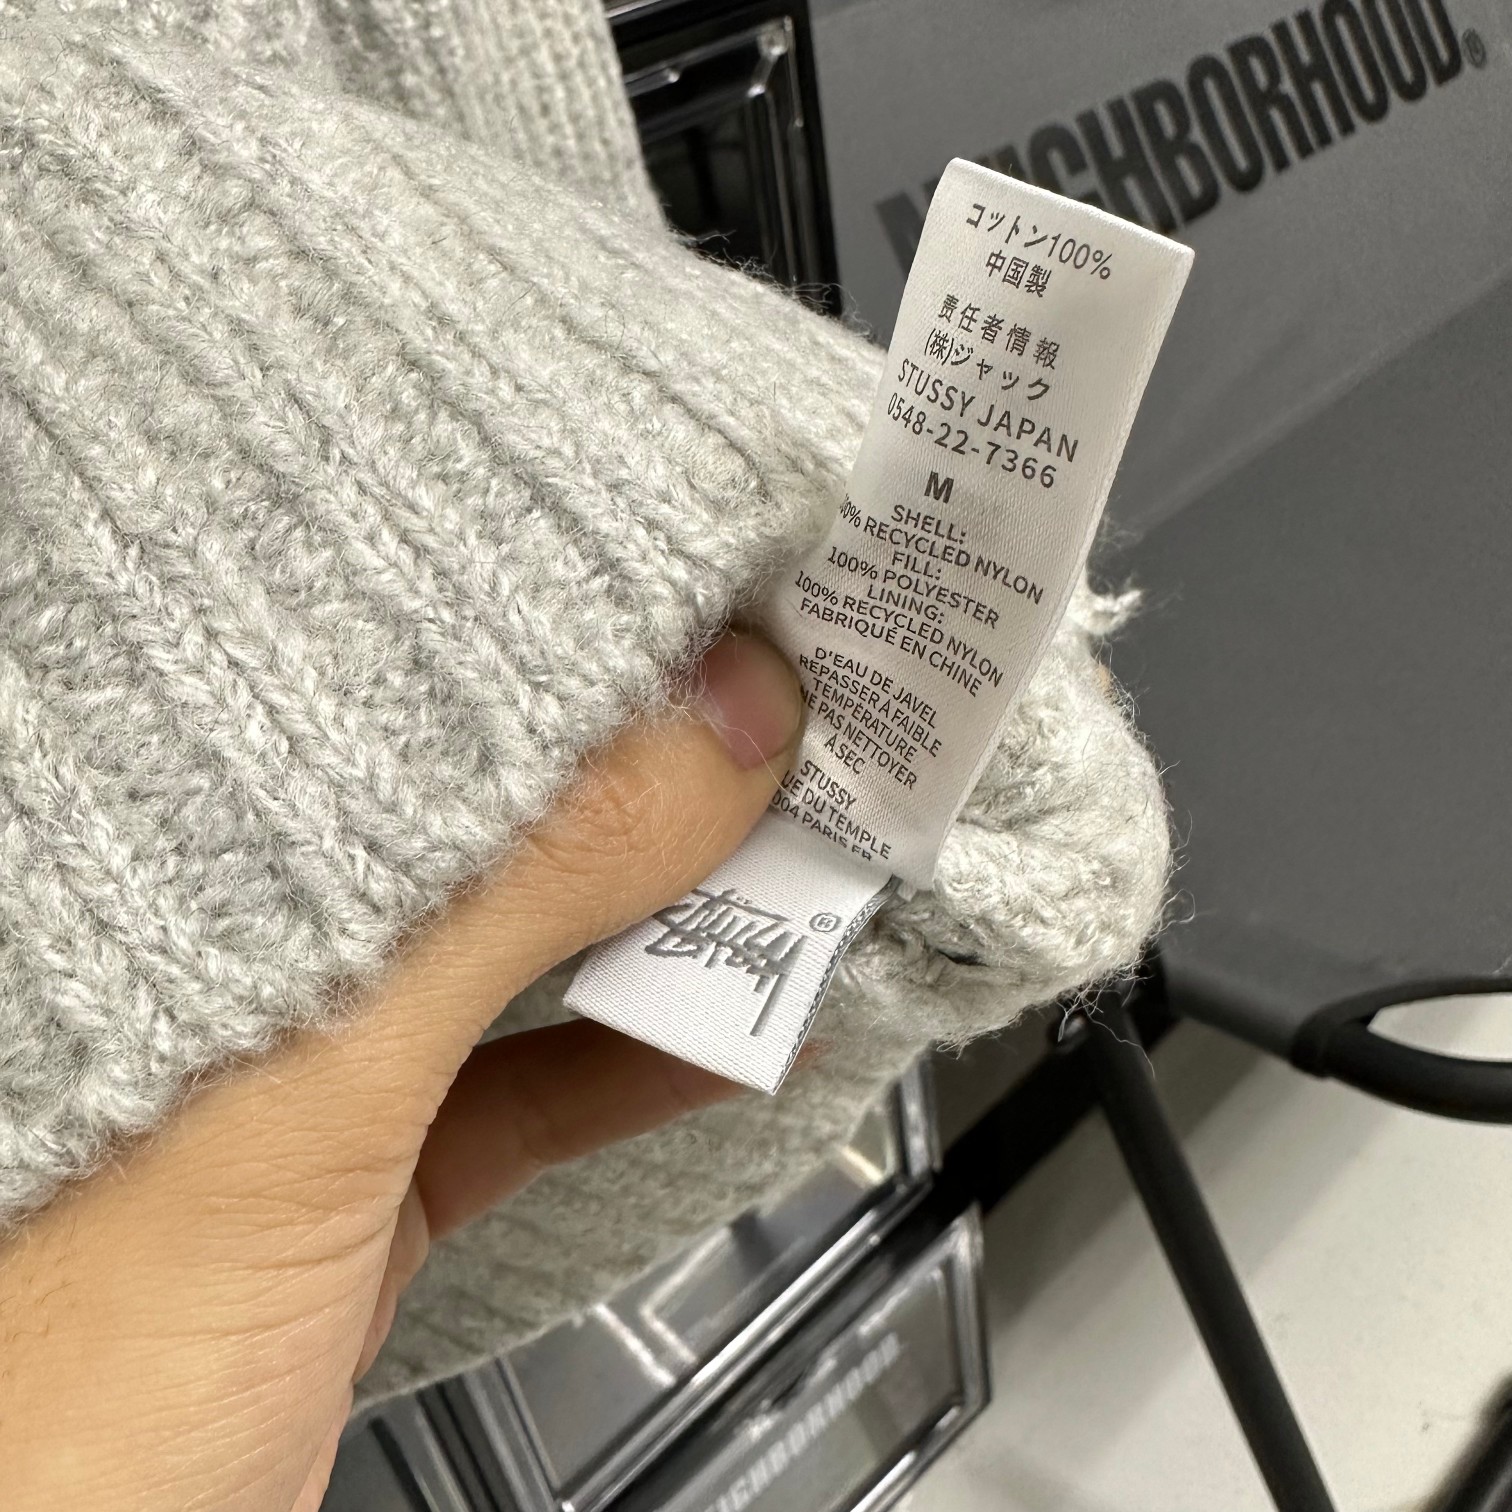 NEIGHBORHOOD®
コットン100%
中国製
责任者情報
(株)ジャック
STUSSY JAPAN
0548-22-7366
M
SHELL:
RECYCLED NYLON
FILL:
100% POLYESTER
LINING:
100% RECYCLED NYLON
FABRIQUÉ EN CHINE
D'EAU DE JAVEL
REPASSER À FAIBLE
TEMPÉRATURE
NE PAS NETTOYER
À SEC
STUSSY
DU TEMPLE
PARIS FR
Stüssy ®
NEIGHBORHOOD